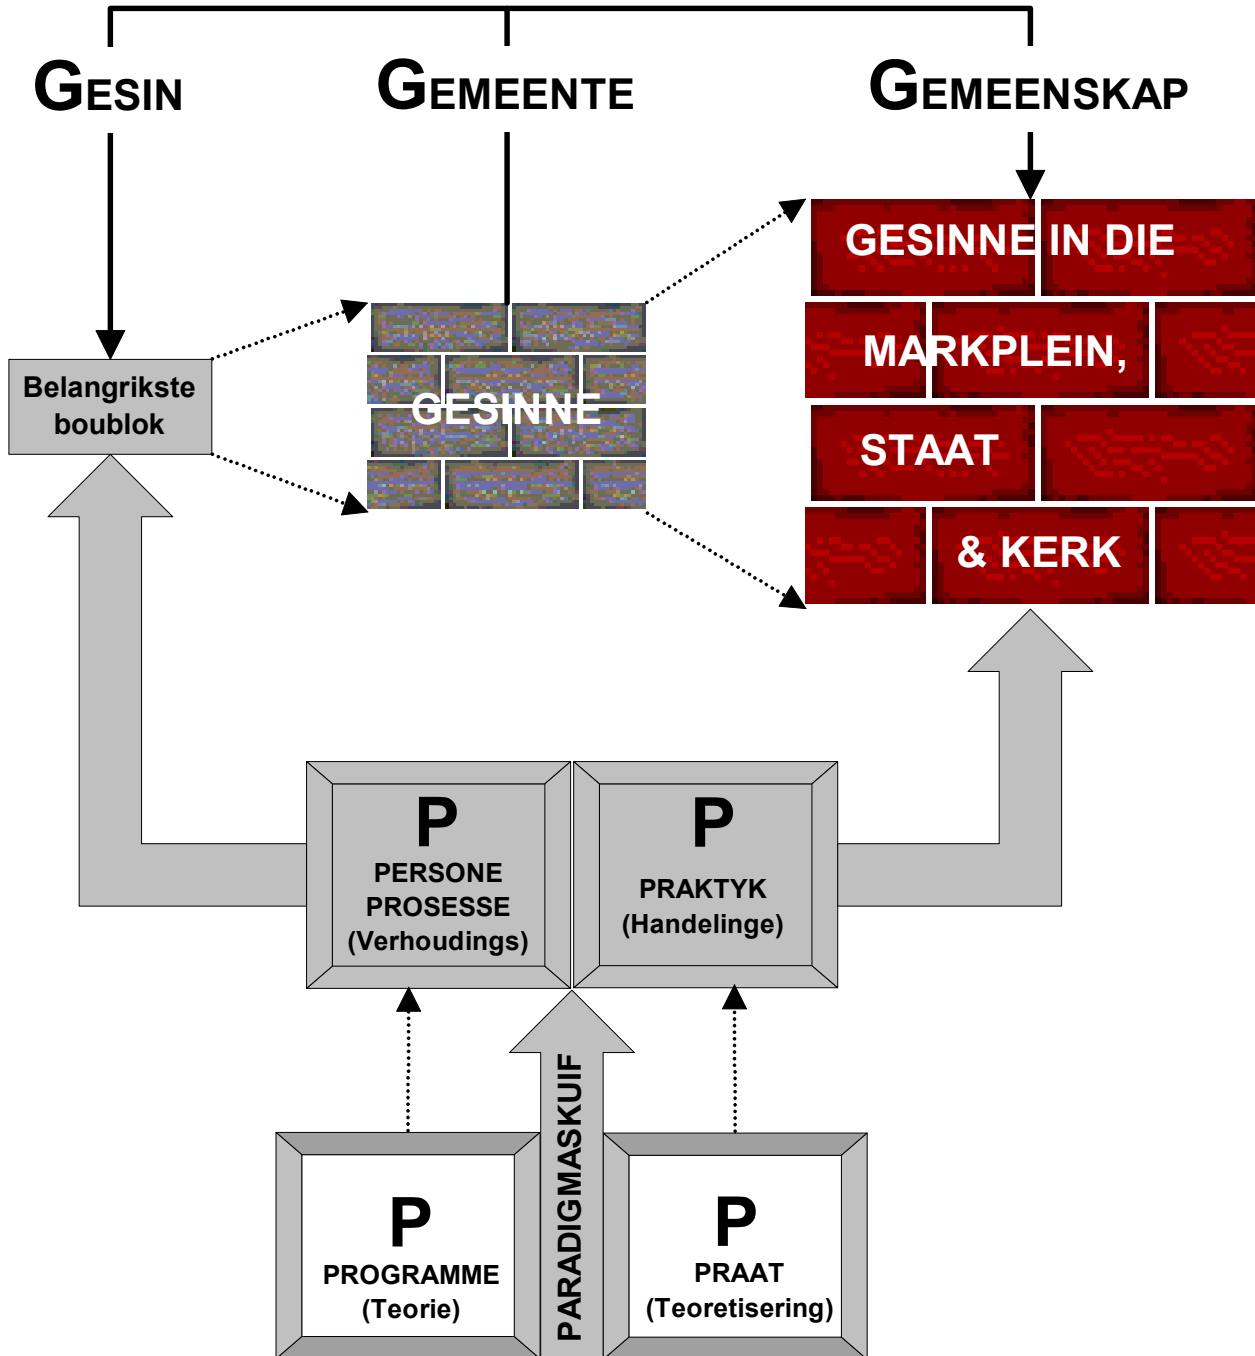 GESIN
GEMEENTE
GEMEENSKAP
Belangrikste
boublok
GESINNE
GESINNE IN DIE
MARKPLEIN,
STAAT
& KERK
P
PERSONE
PROSESSE
(Verhoudings)
P
PRAKTYK
(Handelinge)
PARADIGMASKUIF
P
PROGRAMME
(Teorie)
P
PRAAT
(Teoretisering)